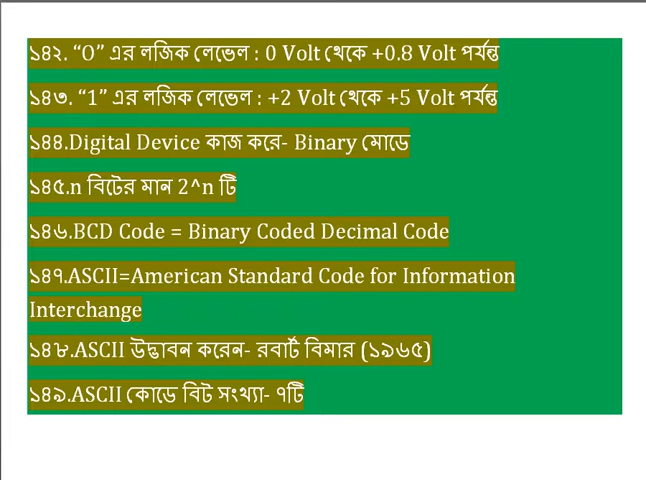 ১৪২. “O” এর লজিক লেভেল : 0 Volt থেকে +0.8 Volt পর্যন্ত
১৪৩. “1” এর লজিক লেভেল : +2 Volt থেকে +5 Volt পর্যন্ত
১৪৪.Digital Device কাজ করে- Binary মোডে
১৪৫.n বিটের মান 2^n টি
১৪৬.BCD Code = Binary Coded Decimal Code
১৪৭.ASCII=American Standard Code for Information
Interchange
১৪৮.ASCII উদ্ভাবন করেন- রবার্ট বিমার (১৯৬৫)
১৪৯.ASCII কোডে বিট সংখ্যা- ৭টি